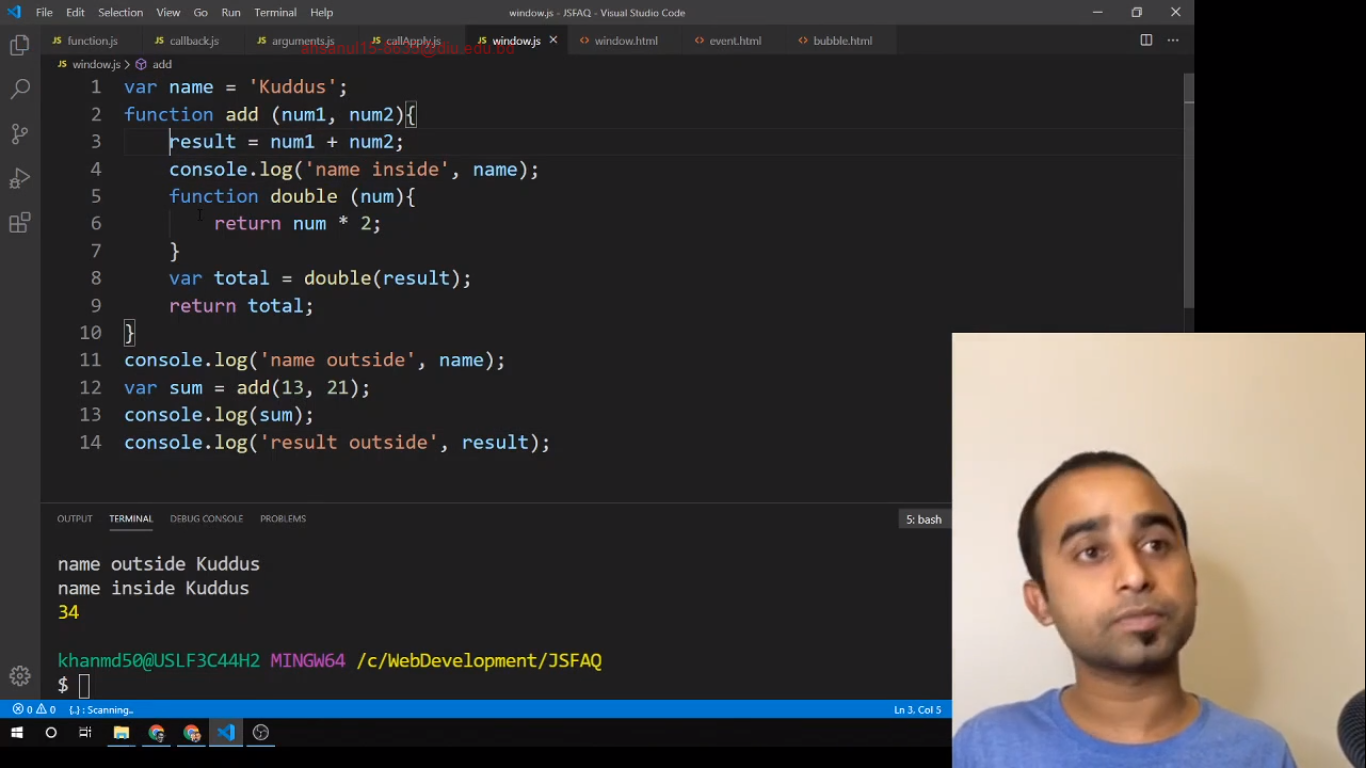 File Edit Selection View Go Run Terminal Help window.js - JSFAQ - Visual Studio Code
JS function.js JS callback.js JS arguments.js JS callApply.js JS window.js <> window.html <> event.html <> bubble.html
JS window.js > add
1 var name = 'Kuddus';
2 function add (num1, num2){
3 result = num1 + num2;
4 console.log('name inside', name);
5 function double (num){
6 return num * 2;
7 }
8 var total = double(result);
9 return total;
10 }
11 console.log('name outside', name);
12 var sum = add(13, 21);
13 console.log(sum);
14 console.log('result outside', result);
OUTPUT TERMINAL DEBUG CONSOLE PROBLEMS 5: bash
name outside Kuddus
name inside Kuddus
34
khanmd50@USLF3C44H2 MINGW64 /c/WebDevelopment/JSFAQ
$
0 0 {..} : Scanning.. Ln 3, Col 5